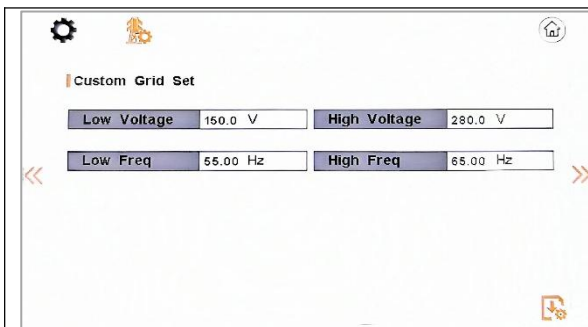 Custom Grid Set
Low Voltage 150.0 V High Voltage 280.0 V
Low Freq 55.00 Hz High Freq 65.00 Hz